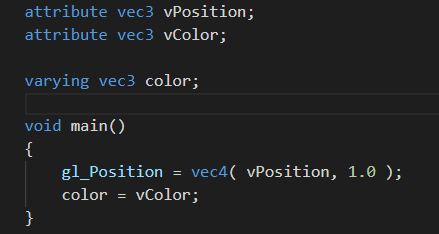 attribute vec3 vPosition;
attribute vec3 vColor;
varying vec3 color;
void main()
{
gl_Position = vec4( vPosition, 1.0 );
color = vColor;
}